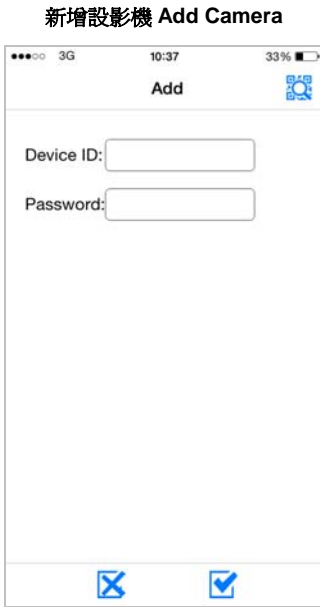 新增設影機 Add Camera
3G 10:37 33%
Add
Device ID:
Password: